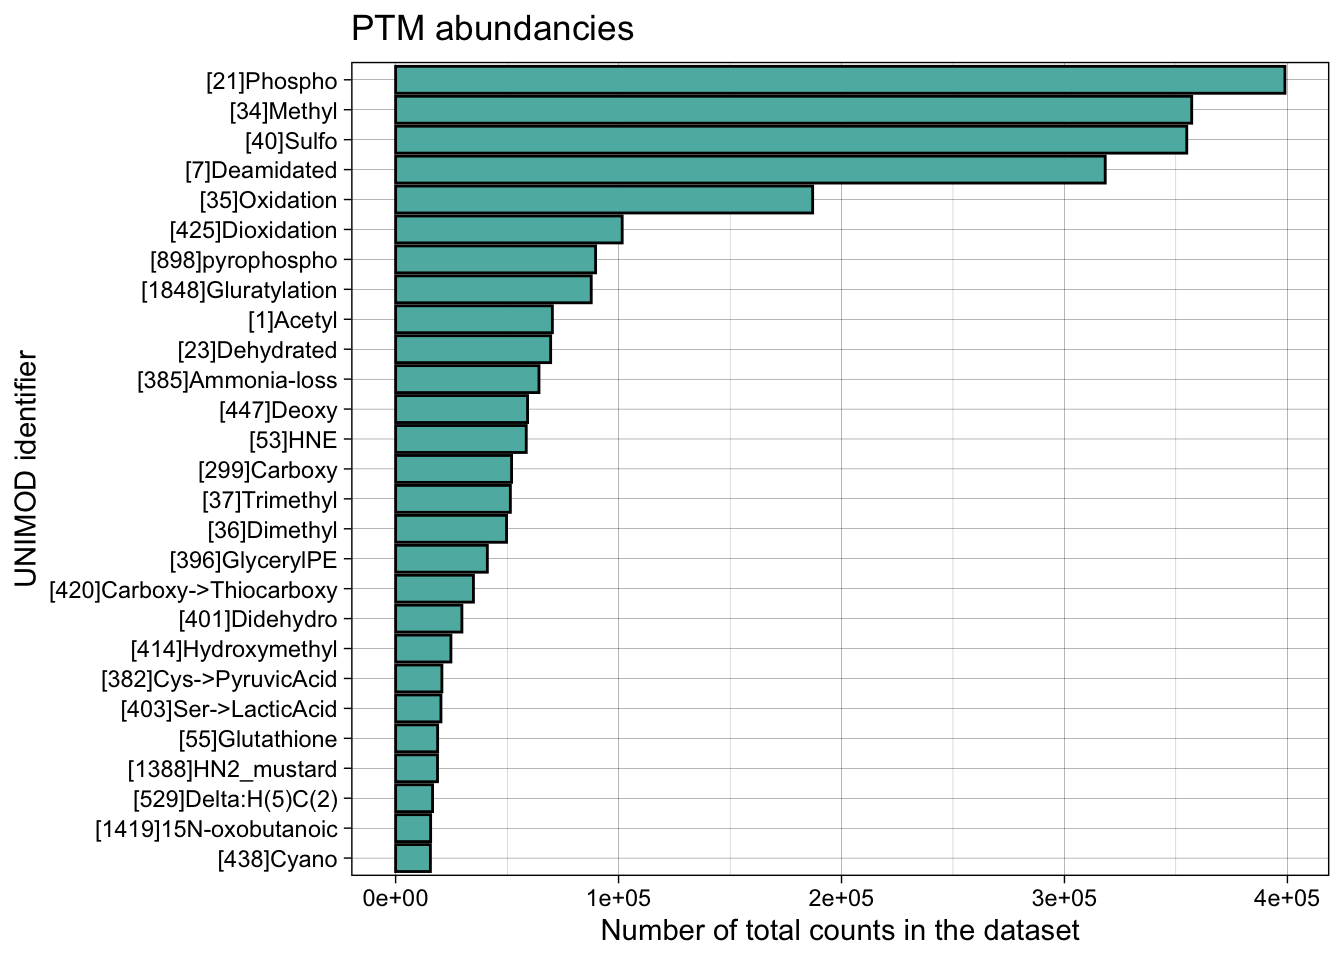 PTM abundancies
[21]Phospho
[34]Methyl
[40]Sulfo
[7]Deamidated
[35]Oxidation
[425]Dioxidation
[898]pyrophospho
[1848]Gluratylation
[1]Acetyl
[23]Dehydrated
[385]Ammonia-loss
[447]Deoxy
[53]HNE
[299]Carboxy
[37]Trimethyl
[36]Dimethyl
[396]GlycerylPE
[420]Carboxy->Thiocarboxy
[401]Didehydro
[414]Hydroxymethyl
[382]Cys->PyruvicAcid
[403]Ser->LacticAcid
[55]Glutathione
[1388]HN2_mustard
[529]Delta:H(5)C(2)
[1419]15N-oxobutanoic
[438]Cyano
UNIMOD identifier
0e+00 1e+05 2e+05 3e+05 4e+05
Number of total counts in the dataset